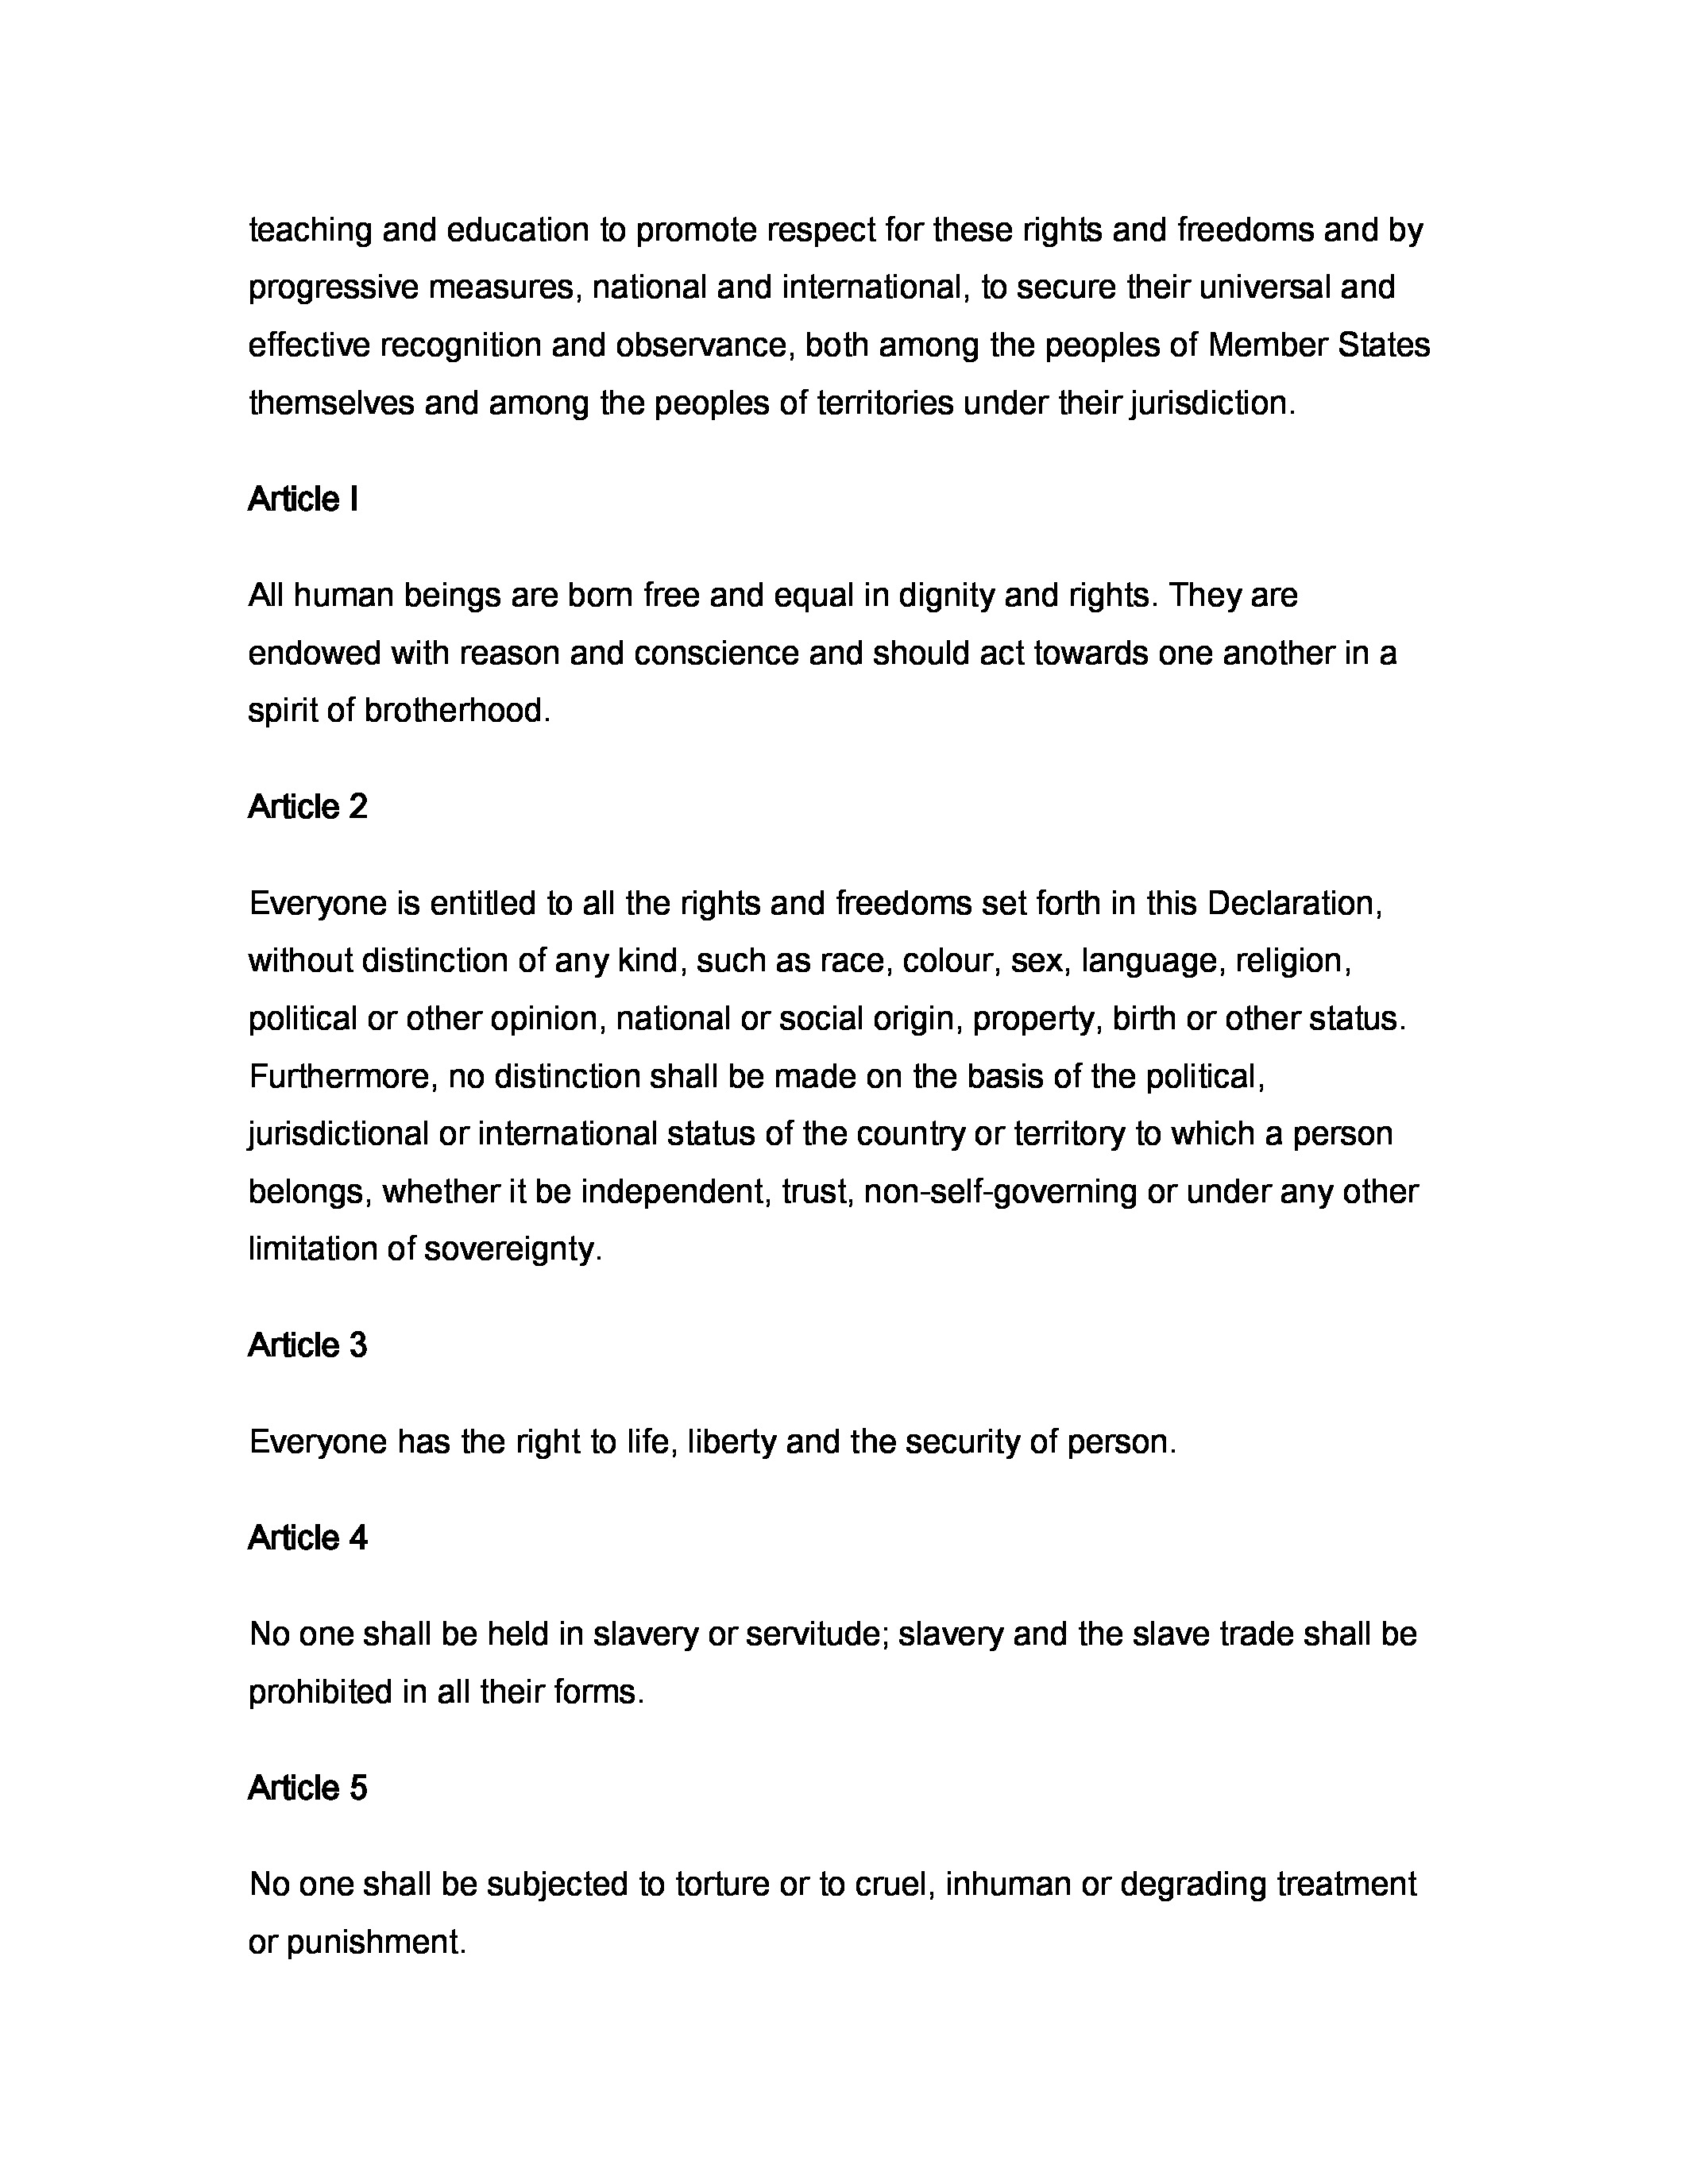 teaching and education to promote respect for these rights and freedoms and by
progressive measures, national and international, to secure their universal and
effective recognition and observance, both among the peoples of Member States
themselves and among the peoples of territories under their jurisdiction.
Article I
All human beings are born free and equal in dignity and rights. They are
endowed with reason and conscience and should act towards one another in a
spirit of brotherhood.
Article 2
Everyone is entitled to all the rights and freedoms set forth in this Declaration,
without distinction of any kind, such as race, colour, sex, language, religion,
political or other opinion, national or social origin, property, birth or other status.
Furthermore, no distinction shall be made on the basis of the political,
jurisdictional or international status of the country or territory to which a person
belongs, whether it be independent, trust, non-self-governing or under any other
limitation of sovereignty.
Article 3
Everyone has the right to life, liberty and the security of person.
Article 4
No one shall be held in slavery or servitude; slavery and the slave trade shall be
prohibited in all their forms.
Article 5
No one shall be subjected to torture or to cruel, inhuman or degrading treatment
or punishment.